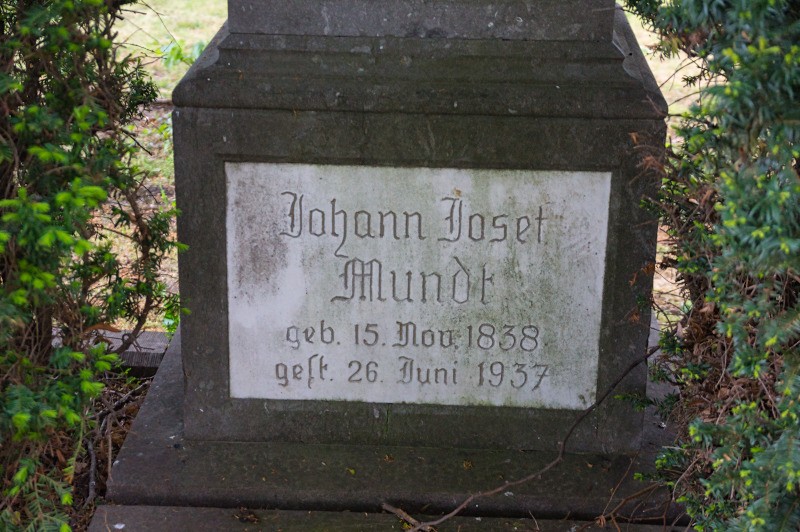 Johann Josef
Mundt
geb. 15. Nov. 1838.
gest. 26. Juni 1937